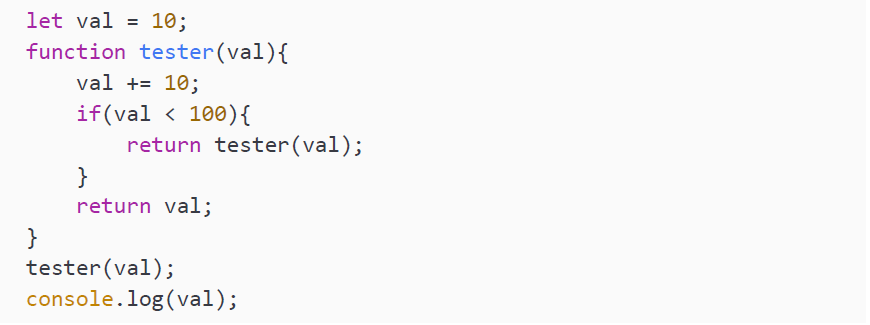 let val = 10;
function tester(val){
    val += 10;
    if(val < 100){
        return tester(val);
    }
    return val;
}
tester(val);
console.log(val);